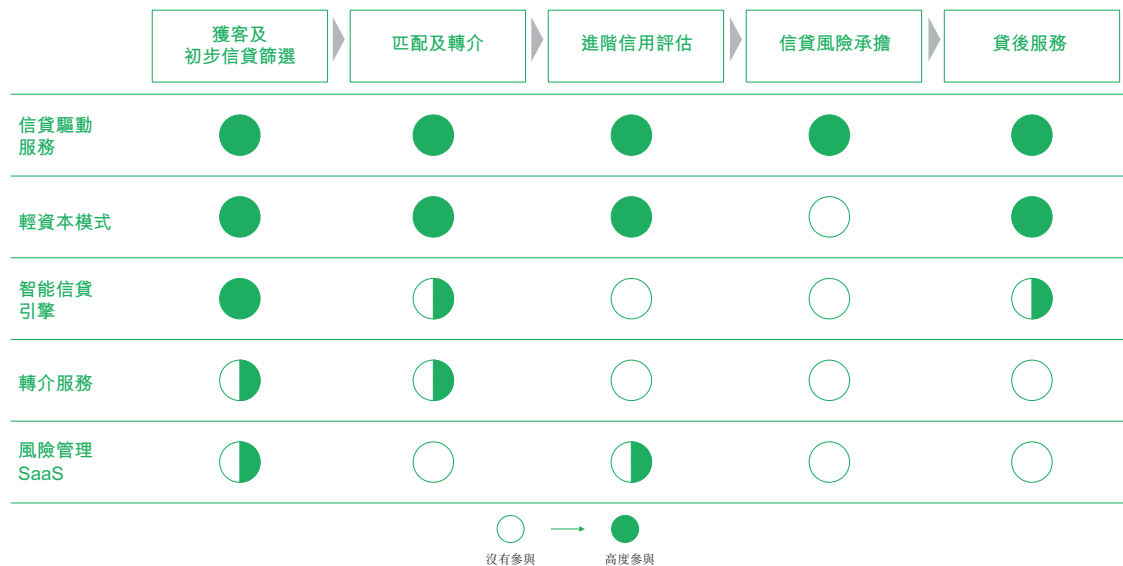 獲客及
初步信貸篩選
匹配及轉介
進階信用評估
信貸風險承擔
貸後服務
信貸驅動
服務
輕資本模式
智能信貸
引擎
轉介服務
風險管理
SaaS
沒有參與
高度參與